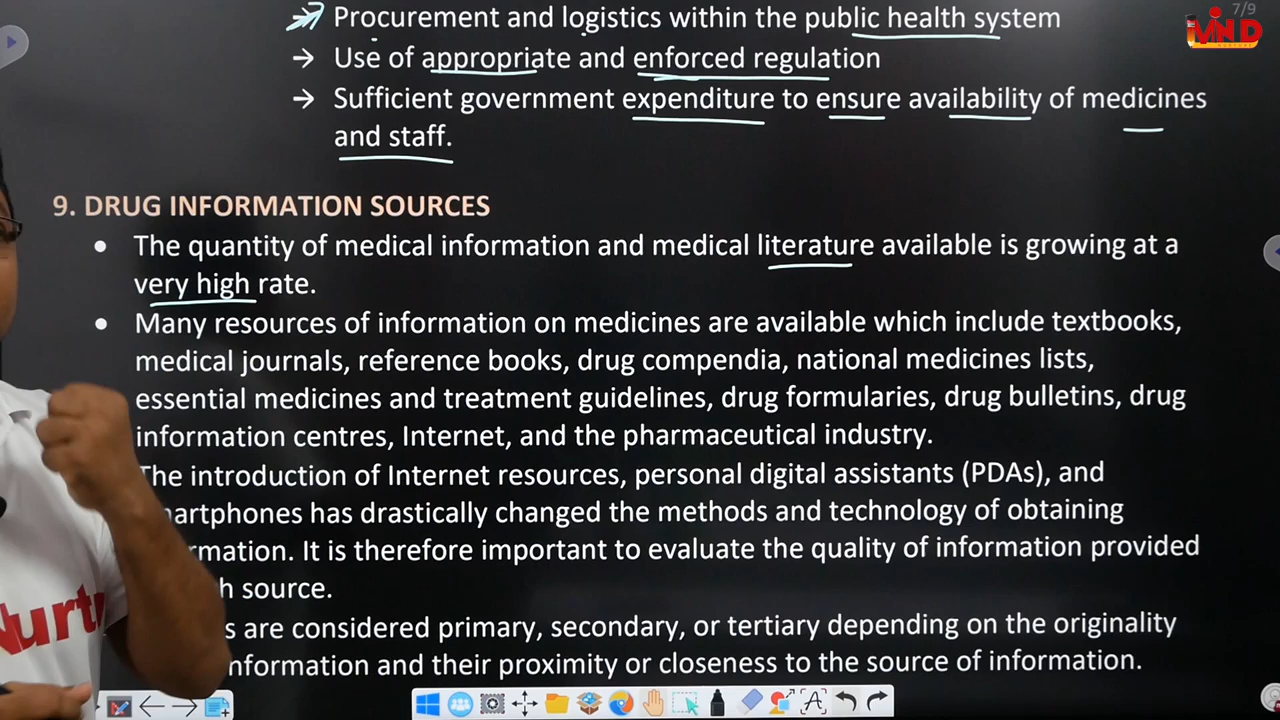 7/9
MIND
→ Procurement and logistics within the public health system
→ Use of appropriate and enforced regulation
→ Sufficient government expenditure to ensure availability of medicines
and staff.
9. DRUG INFORMATION SOURCES
• The quantity of medical information and medical literature available is growing at a
very high rate.
• Many resources of information on medicines are available which include textbooks,
medical journals, reference books, drug compendia, national medicines lists,
essential medicines and treatment guidelines, drug formularies, drug bulletins, drug
information centres, Internet, and the pharmaceutical industry.
The introduction of Internet resources, personal digital assistants (PDAs), and
artphones has drastically changed the methods and technology of obtaining
rmation. It is therefore important to evaluate the quality of information provided
h source.
s are considered primary, secondary, or tertiary depending on the originality
nformation and their proximity or closeness to the source of information.
Nurt